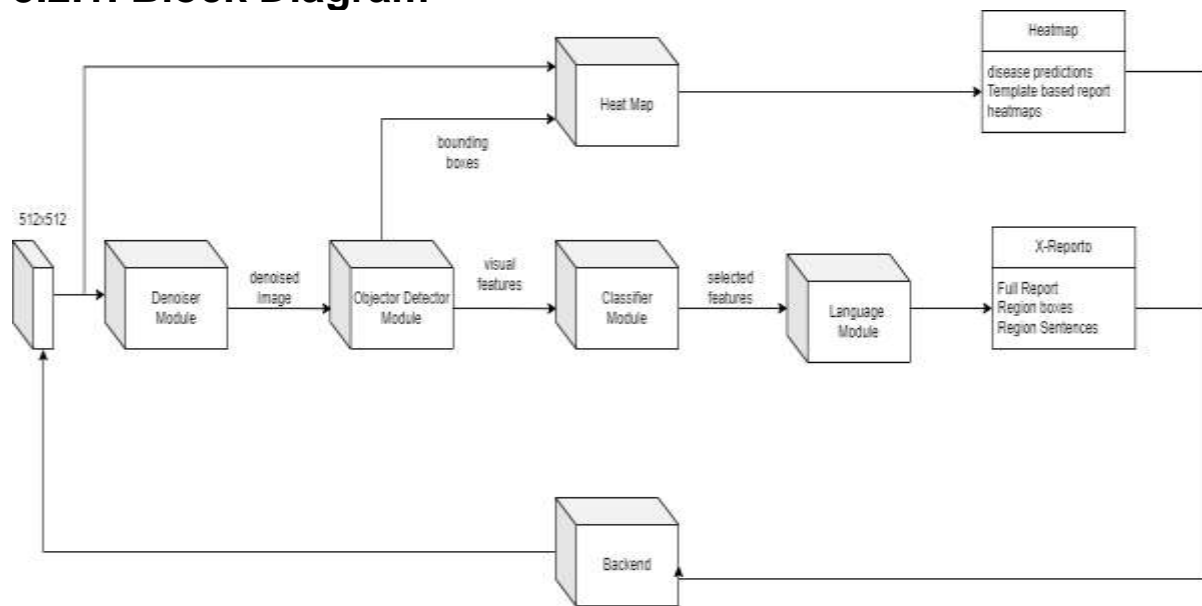 Block Diagram
Heatmap
disease predictions
Template based report
heatmaps
Heat Map
bounding
boxes
512x512
Denoiser
Module
denoised
Image
Objector Detector
Module
visual
features
Classifier
Module
selected
features
Language
Module
X-Reporto
Full Report
Region boxes
Region Sentences
Backend